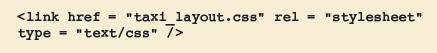 <link href = "taxi_layout.css" rel = "stylesheet"
type = "text/css" />